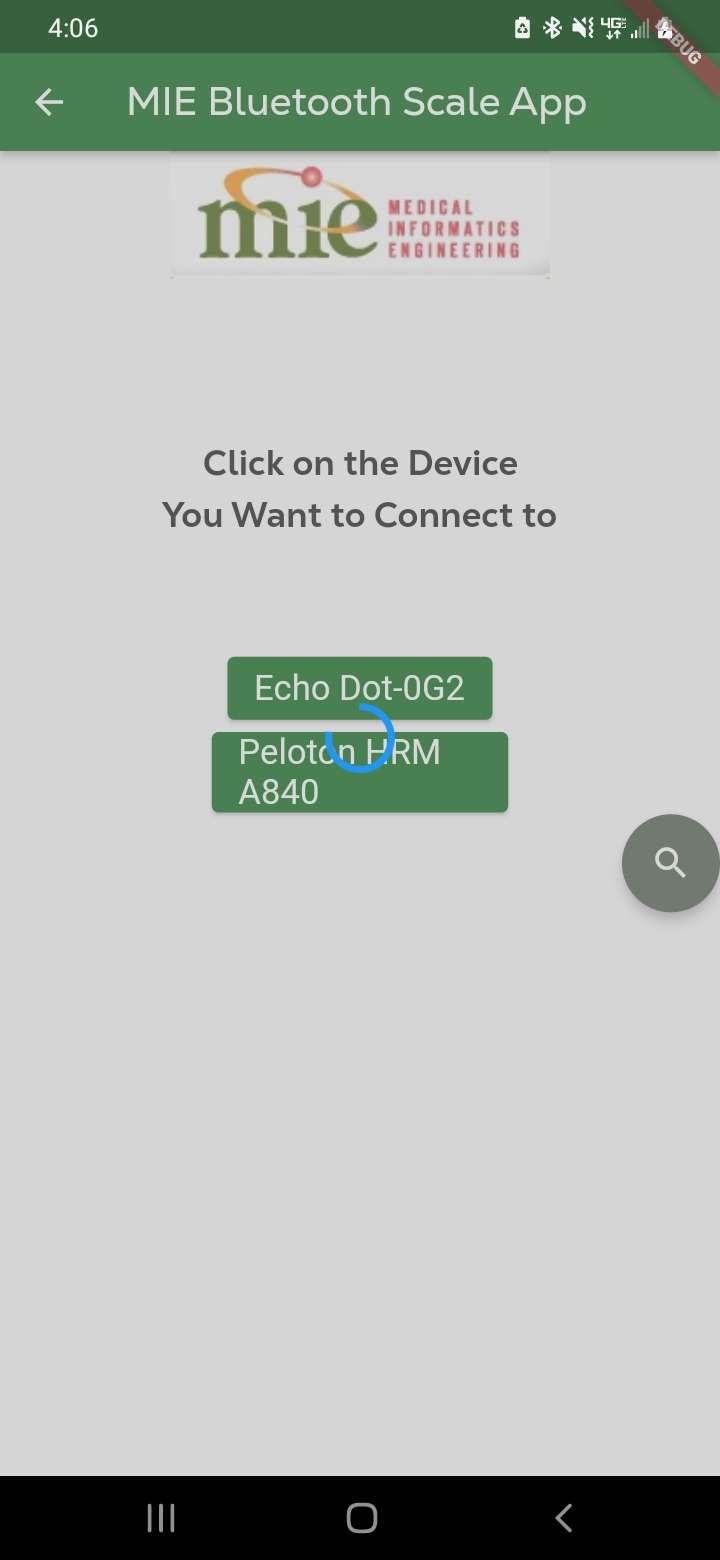 4:06
4G
MIE Bluetooth Scale App
mie
MEDICAL
INFORMATICS
ENGINEERING
Click on the Device
You Want to Connect to
Echo Dot-0G2
Peloton HRM
A840